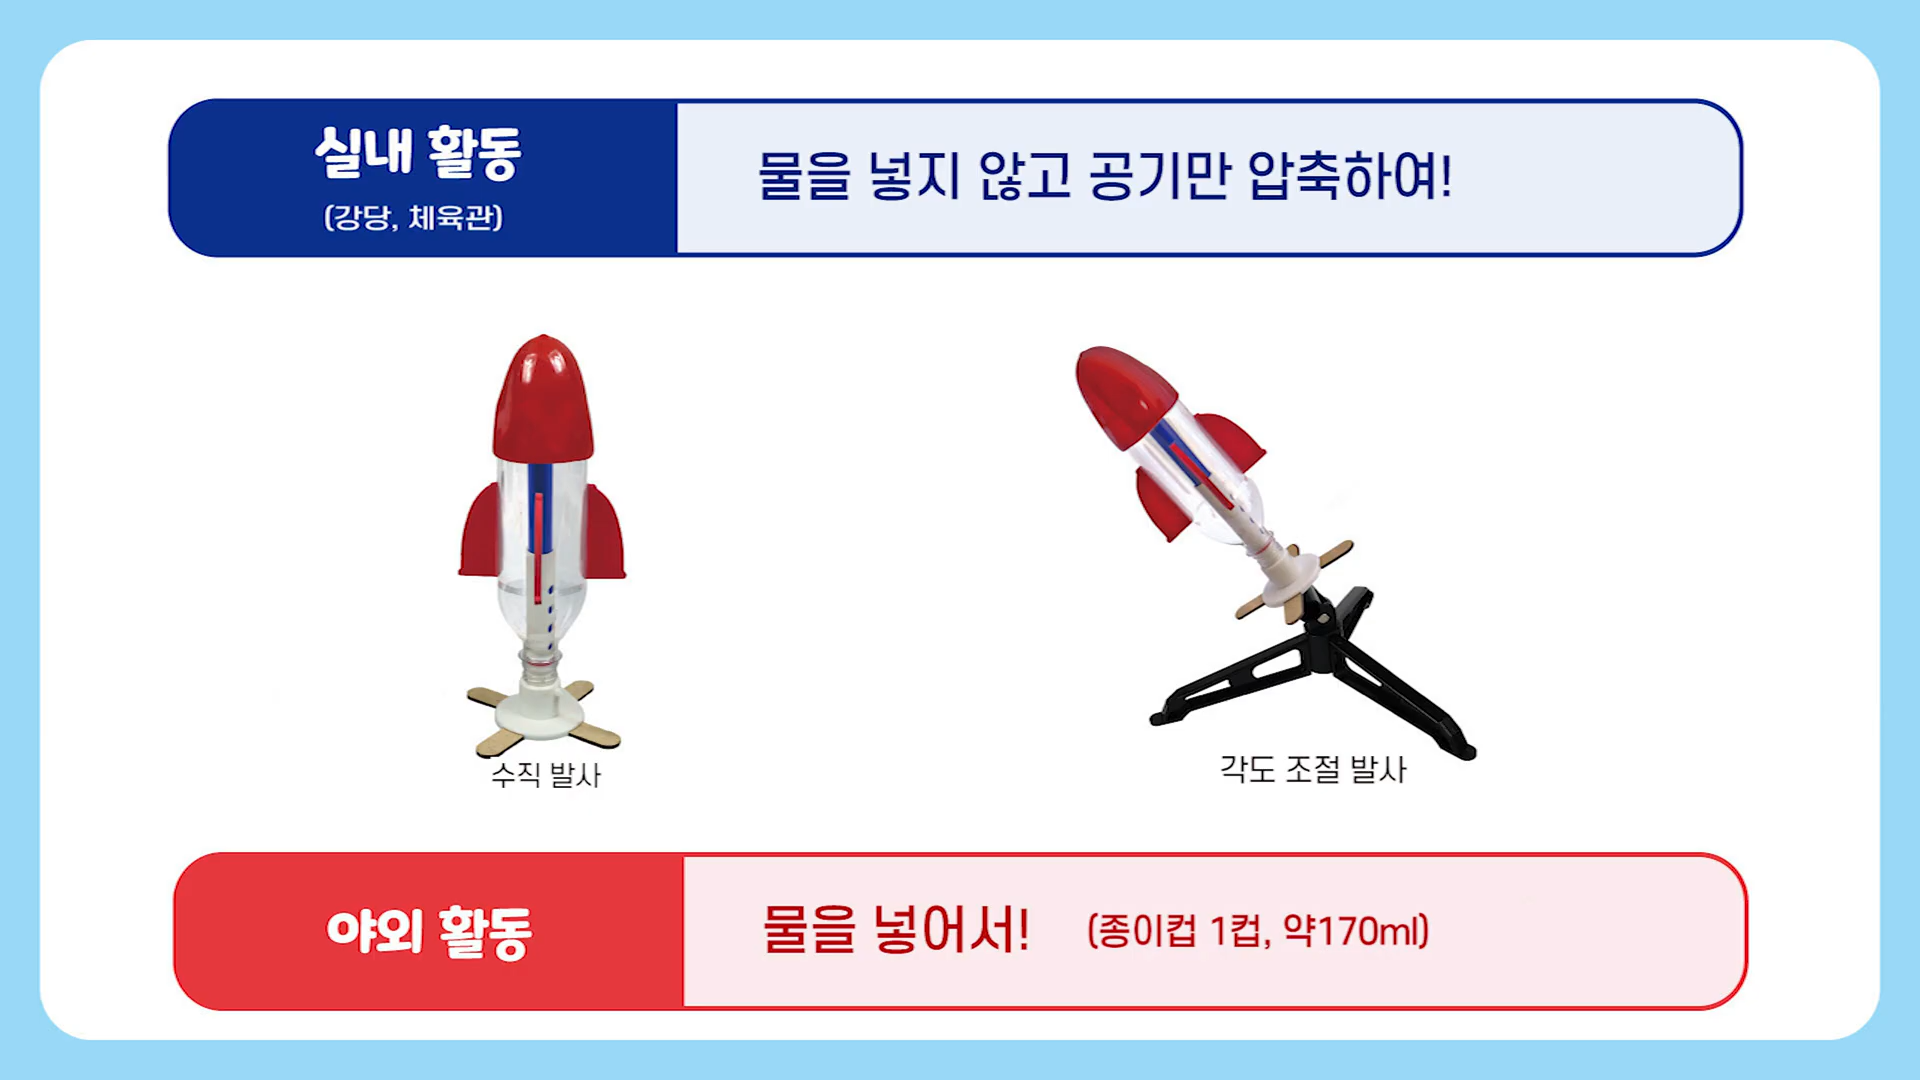 실내 활동
(강당, 체육관)
물을 넣지 않고 공기만 압축하여!
수직 발사
각도 조절 발사
야외 활동
물을 넣어서! (종이컵 1컵, 약170ml)